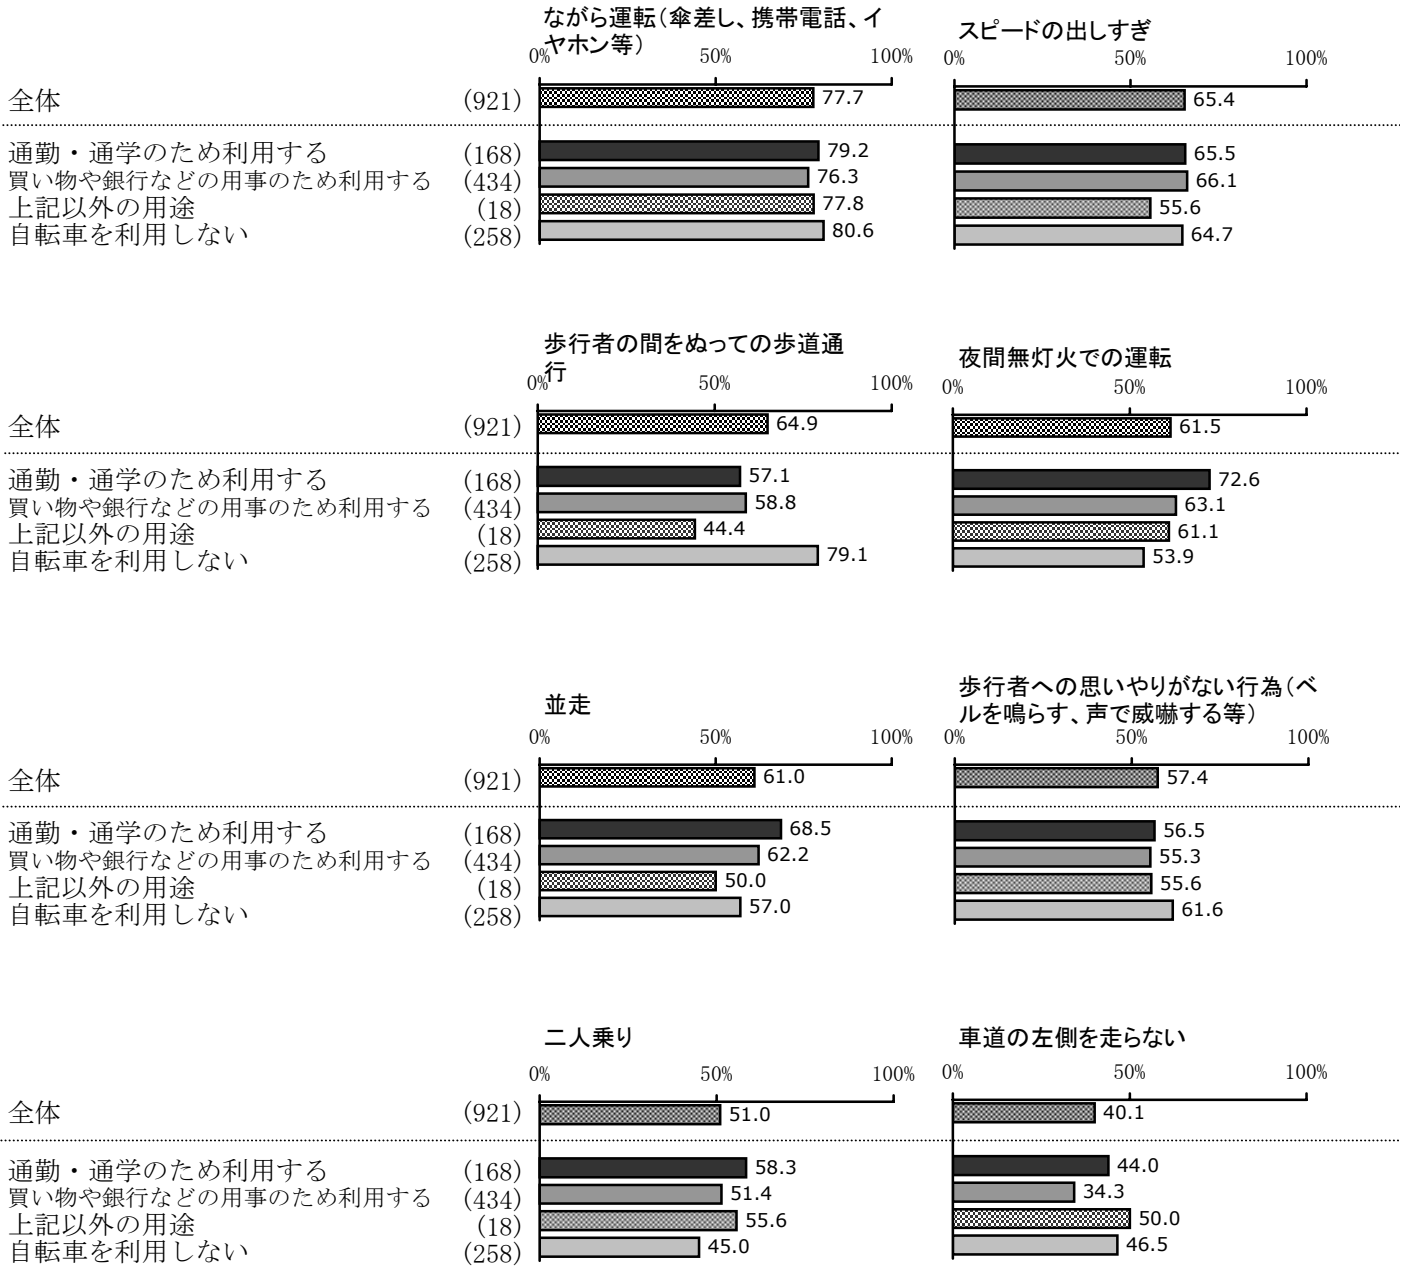 ながら運転（傘差し、携帯電話、イ
ヤホン等）
0% 50% 100%
スピードの出しすぎ
0% 50% 100%
全体 (921) 77.7 65.4
通勤・通学のため利用する (168) 79.2 65.5
買い物や銀行などの用事のため利用する (434) 76.3 66.1
上記以外の用途 (18) 77.8 55.6
自転車を利用しない (258) 80.6 64.7
歩行者の間をぬっての歩道通
行
0% 50% 100%
夜間無灯火での運転
0% 50% 100%
全体 (921) 64.9 61.5
通勤・通学のため利用する (168) 57.1 72.6
買い物や銀行などの用事のため利用する (434) 58.8 63.1
上記以外の用途 (18) 44.4 61.1
自転車を利用しない (258) 79.1 53.9
並走
0% 50% 100%
歩行者への思いやりがない行為（ベ
ルを鳴らす、声で威嚇する等）
0% 50% 100%
全体 (921) 61.0 57.4
通勤・通学のため利用する (168) 68.5 56.5
買い物や銀行などの用事のため利用する (434) 62.2 55.3
上記以外の用途 (18) 50.0 55.6
自転車を利用しない (258) 57.0 61.6
二人乗り
0% 50% 100%
車道の左側を走らない
0% 50% 100%
全体 (921) 51.0 40.1
通勤・通学のため利用する (168) 58.3 44.0
買い物や銀行などの用事のため利用する (434) 51.4 34.3
上記以外の用途 (18) 55.6 50.0
自転車を利用しない (258) 45.0 46.5